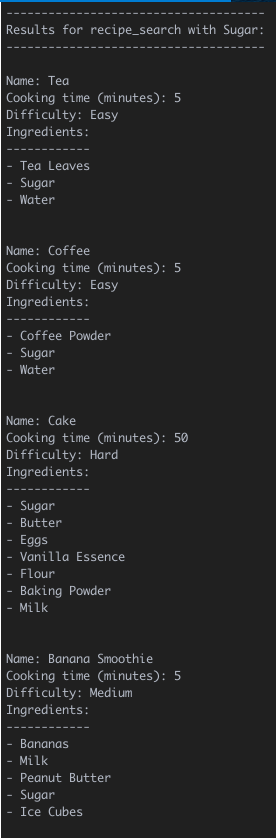 -------------------------------------
Results for recipe_search with Sugar:
-------------------------------------
Name: Tea
Cooking time (minutes): 5
Difficulty: Easy
Ingredients:
------------
- Tea Leaves
- Sugar
- Water
Name: Coffee
Cooking time (minutes): 5
Difficulty: Easy
Ingredients:
------------
- Coffee Powder
- Sugar
- Water
Name: Cake
Cooking time (minutes): 50
Difficulty: Hard
Ingredients:
------------
- Sugar
- Butter
- Eggs
- Vanilla Essence
- Flour
- Baking Powder
- Milk
Name: Banana Smoothie
Cooking time (minutes): 5
Difficulty: Medium
Ingredients:
------------
- Bananas
- Milk
- Peanut Butter
- Sugar
- Ice Cubes